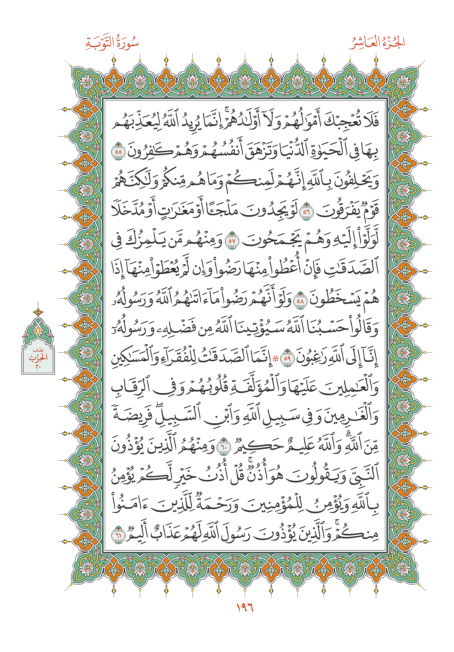 الجُزْءُ العَاشِرُ
سُورَةُ التَّوْبَةِ
فَلَا تُعْجِبْكَ أَمْوَٰلُهُمْ وَلَآ أَوْلَٰدُهُمْۚ إِنَّمَا يُرِيدُ ٱللَّهُ لِيُعَذِّبَهُم
بِهَا فِي ٱلْحَيَوٰةِ ٱلدُّنْيَا وَتَزْهَقَ أَنفُسُهُمْ وَهُمْ كَٰفِرُونَ ٥٥
وَيَحْلِفُونَ بِٱللَّهِ إِنَّهُمْ لَمِنكُمْ وَمَا هُم مِّنكُمْ وَلَٰكِنَّهُمْ
قَوْمٌ يَفْرَقُونَ ٥٦ لَوْ يَجِدُونَ مَلْجَـًٔا أَوْ مَغَٰرَٰتٍ أَوْ مُدَّخَلًا
لَّوَلَّوْا۟ إِلَيْهِ وَهُمْ يَجْمَحُونَ ٥٧ وَمِنْهُم مَّن يَلْمِزُكَ فِي
ٱلصَّدَقَٰتِ فَإِنْ أُعْطُوا۟ مِنْهَا رَضُوا۟ وَإِن لَّمْ يُعْطَوْا۟ مِنْهَآ إِذَا
هُمْ يَسْخَطُونَ ٥٨ وَلَوْ أَنَّهُمْ رَضُوا۟ مَآ ءَاتَىٰهُمُ ٱللَّهُ وَرَسُولُهُۥ
وَقَالُوا۟ حَسْبُنَا ٱللَّهُ سَيُؤْتِينَا ٱللَّهُ مِن فَضْلِهِۦ وَرَسُولُهُۥٓ
إِنَّآ إِلَى ٱللَّهِ رَٰغِبُونَ ٥٩ ۞ إِنَّمَا ٱلصَّدَقَٰتُ لِلْفُقَرَآءِ وَٱلْمَسَٰكِينِ
وَٱلْعَٰمِلِينَ عَلَيْهَا وَٱلْمُؤَلَّفَةِ قُلُوبُهُمْ وَفِي ٱلرِّقَابِ
وَٱلْغَٰرِمِينَ وَفِي سَبِيلِ ٱللَّهِ وَٱبْنِ ٱلسَّبِيلِۖ فَرِيضَةً
مِّنَ ٱللَّهِۗ وَٱللَّهُ عَلِيمٌ حَكِيمٌ ٦٠ وَمِنْهُمُ ٱلَّذِينَ يُؤْذُونَ
ٱلنَّبِيَّ وَيَقُولُونَ هُوَ أُذُنٌۚ قُلْ أُذُنُ خَيْرٍ لَّكُمْ يُؤْمِنُ
بِٱللَّهِ وَيُؤْمِنُ لِلْمُؤْمِنِينَ وَرَحْمَةٌ لِّلَّذِينَ ءَامَنُوا۟
مِنكُمْۚ وَٱلَّذِينَ يُؤْذُونَ رَسُولَ ٱللَّهِ لَهُمْ عَذَابٌ أَلِيمٌ ٦١
نصف
الحزب
٢٠
١٩٦